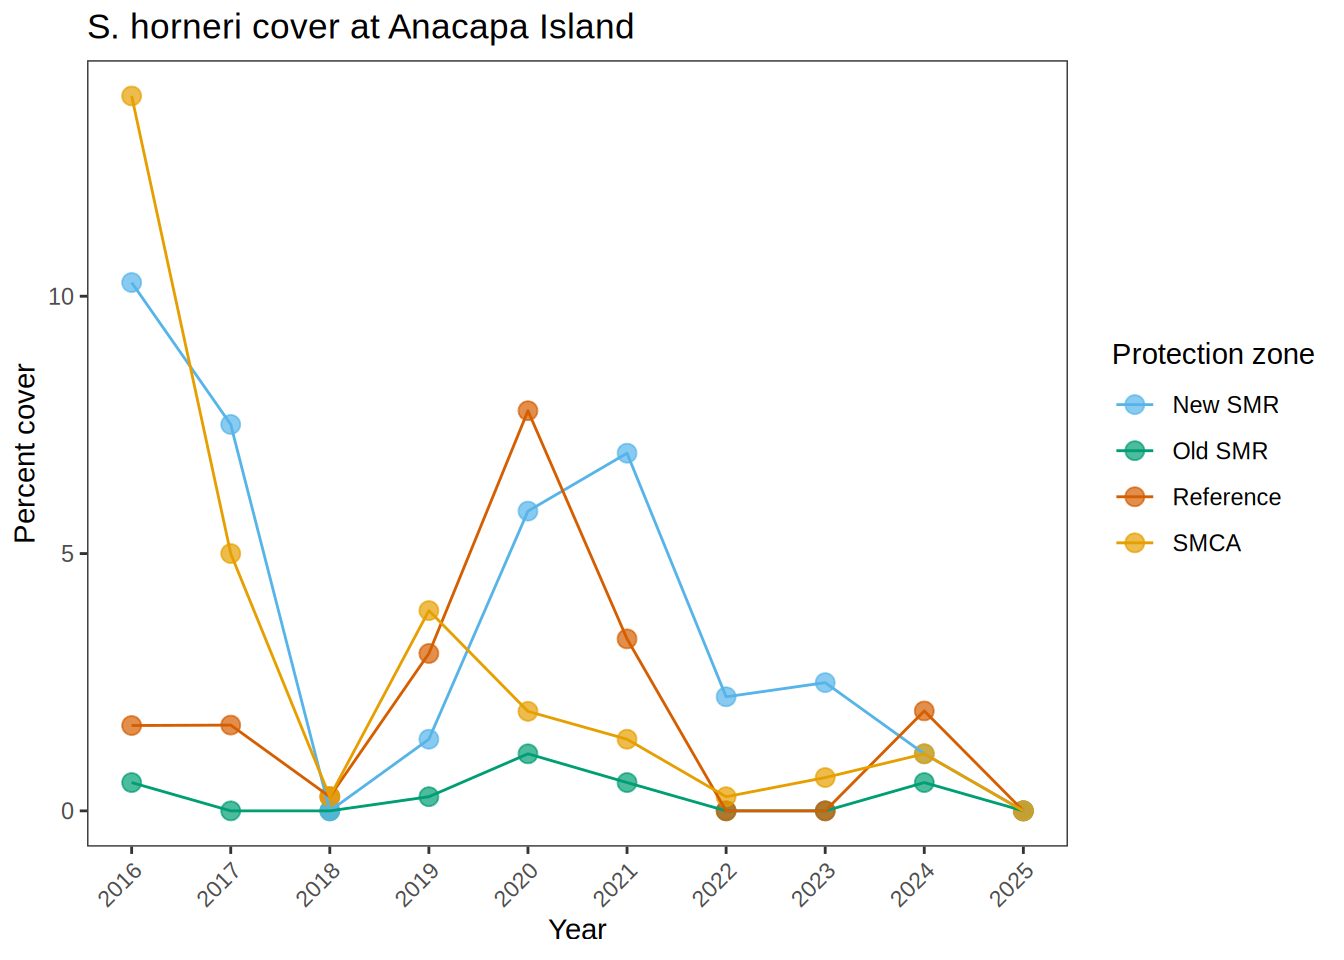 S. horneri cover at Anacapa Island
Percent cover
10
5
0
2016
2017
2018
2019
2020
2021
2022
2023
2024
2025
Year
Protection zone
New SMR
Old SMR
Reference
SMCA